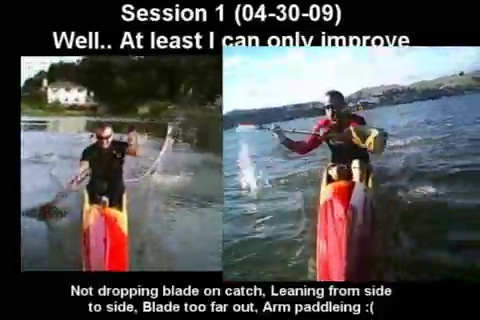 Session 1 (04-30-09)
Well.. At least I can only improve
Not dropping blade on catch, Leaning from side
to side, Blade too far out, Arm paddleing :(